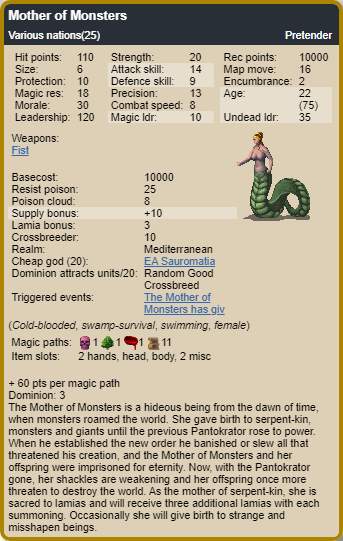 Mother of Monsters
Various nations(25) Pretender
Hit points: 110 Strength: 20 Rec points: 10000
Size: 6 Attack skill: 14 Map move: 16
Protection: 10 Defence skill: 9 Encumbrance: 2
Magic res: 18 Precision: 13 Age: 22
Morale: 30 Combat speed: 8 (75)
Leadership: 120 Magic ldr: 10 Undead ldr: 35
Weapons:
Fist
Basecost: 10000
Resist poison: 25
Poison cloud: 8
Supply bonus: +10
Lamia bonus: 3
Crossbreeder: 10
Realm: Mediterranean
Cheap god (20): EA Sauromatia
Dominion attracts units/20: Random Good
Crossbreed
Triggered events: The Mother of
Monsters has giv
(Cold-blooded, swamp-survival, swimming, female)
Magic paths: 1 1 1 11
Item slots: 2 hands, head, body, 2 misc
+ 60 pts per magic path
Dominion: 3
The Mother of Monsters is a hideous being from the dawn of time,
when monsters roamed the world. She gave birth to serpent-kin,
monsters and giants until the previous Pantokrator rose to power.
When he established the new order he banished or slew all that
threatened his creation, and the Mother of Monsters and her
offspring were imprisoned for eternity. Now, with the Pantokrator
gone, her shackles are weakening and her offspring once more
threaten to destroy the world. As the mother of serpent-kin, she is
sacred to lamias and will receive three additional lamias with each
summoning. Occasionally she will give birth to strange and
misshapen beings.